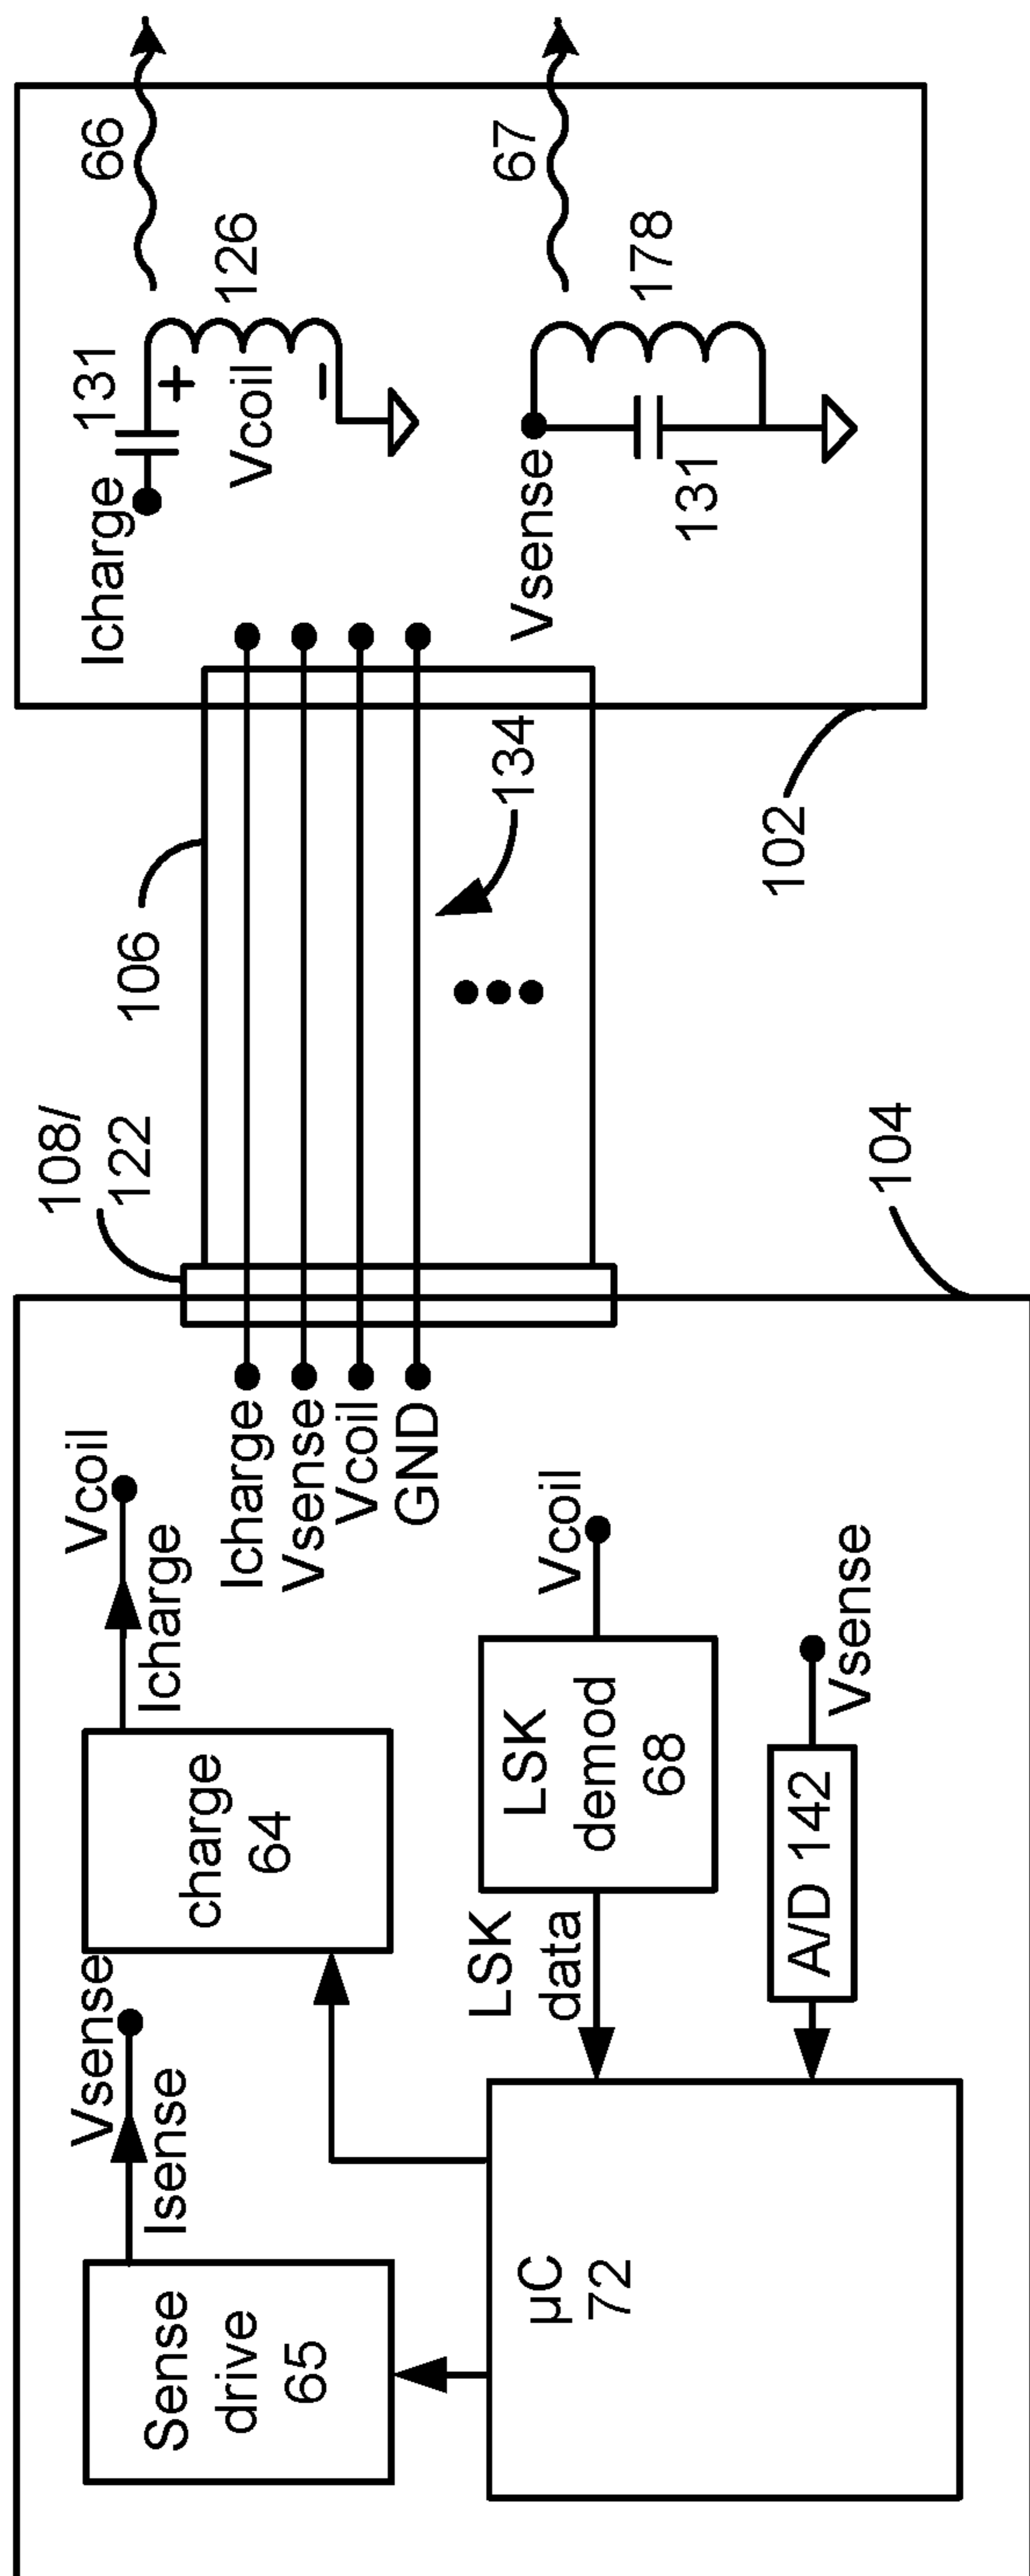 Sense
drive
65
Vsense
Isense
charge
64
Vcoil
Icharge
µC
72
LSK
data
LSK
demod
68
Vcoil
A/D 142
Vsense
Icharge
Vsense
Vcoil
GND
108/
122
104
106
134
102
Icharge
131
+
Vcoil
–
126
66
Vsense
131
178
67